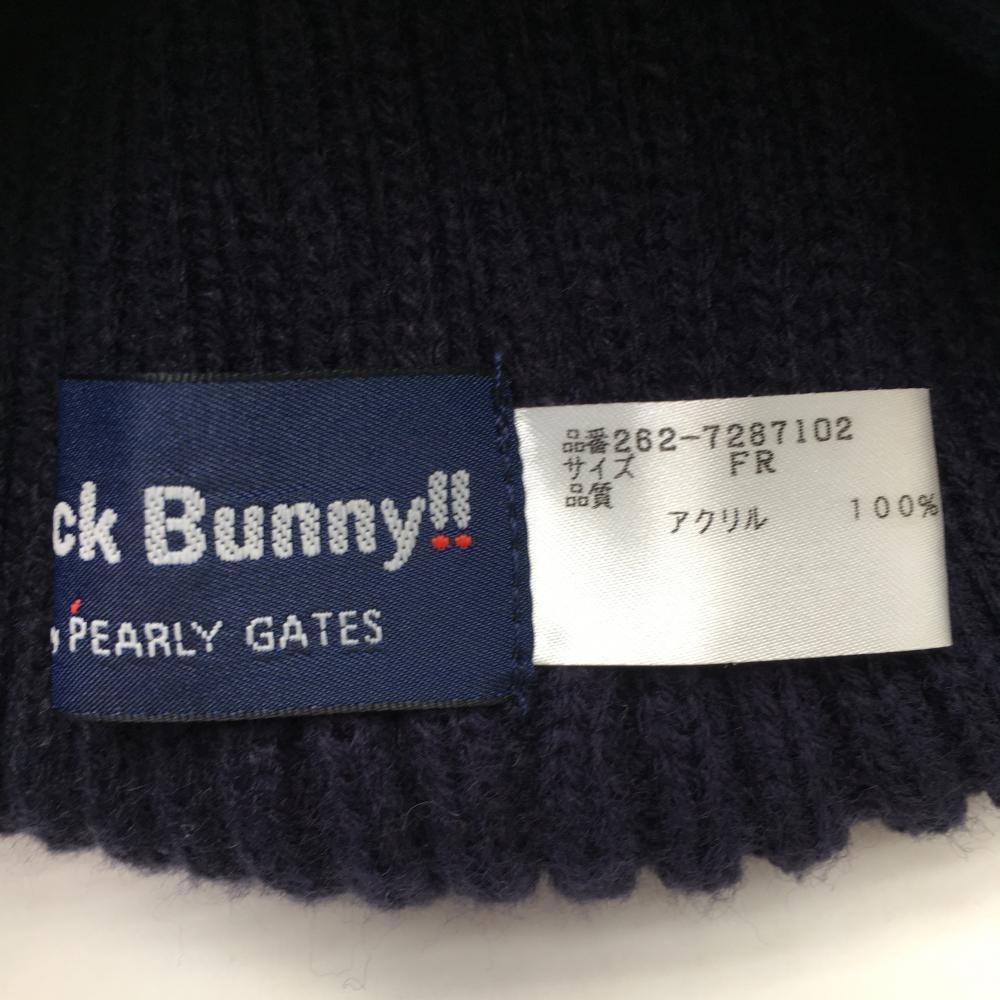 ck Bunny!!
PEARLY GATES
品番262-7287102
サイズ FR
品質
アクリル 100%